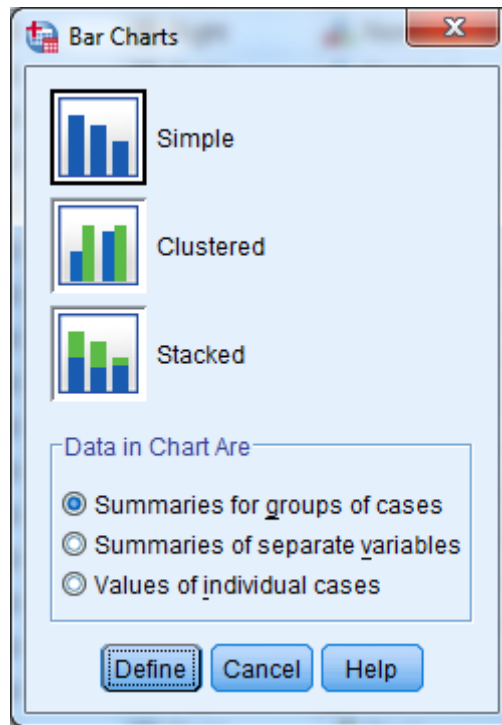 Bar Charts
Simple
Clustered
Stacked
Data in Chart Are
Summaries for groups of cases
Summaries of separate variables
Values of individual cases
Define Cancel Help